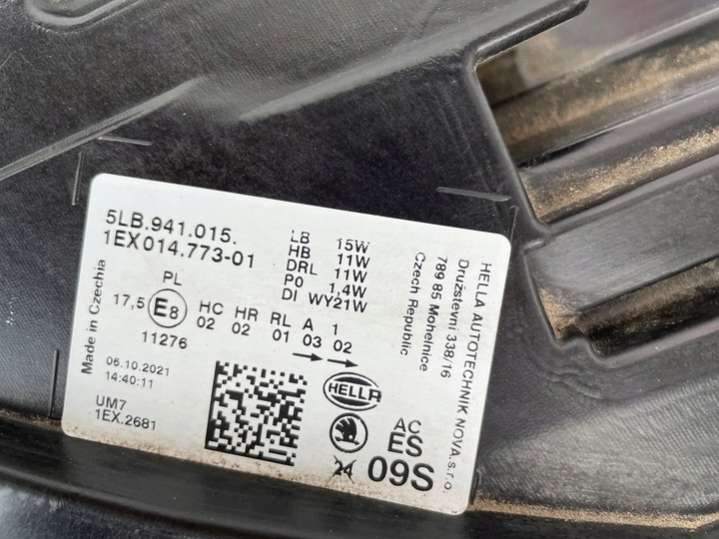 5LB.941.015.
1EX 014.773-01
LB 15W
HB 11W
DRL 11W
P0 1,4W
DI WY21W
PL
17,5 E8 HC HR RL A 1
02 02 01 03 02
11276
06.10.2021
14:40:11
UM7
1EX.2681
Made in Czechia
HELLA
AC
ES
24 09S
HELLA AUTOTECHNIK NOVA.s.r.o.
Družstevní 338/16
789 85 Mohelnice
Czech Republic